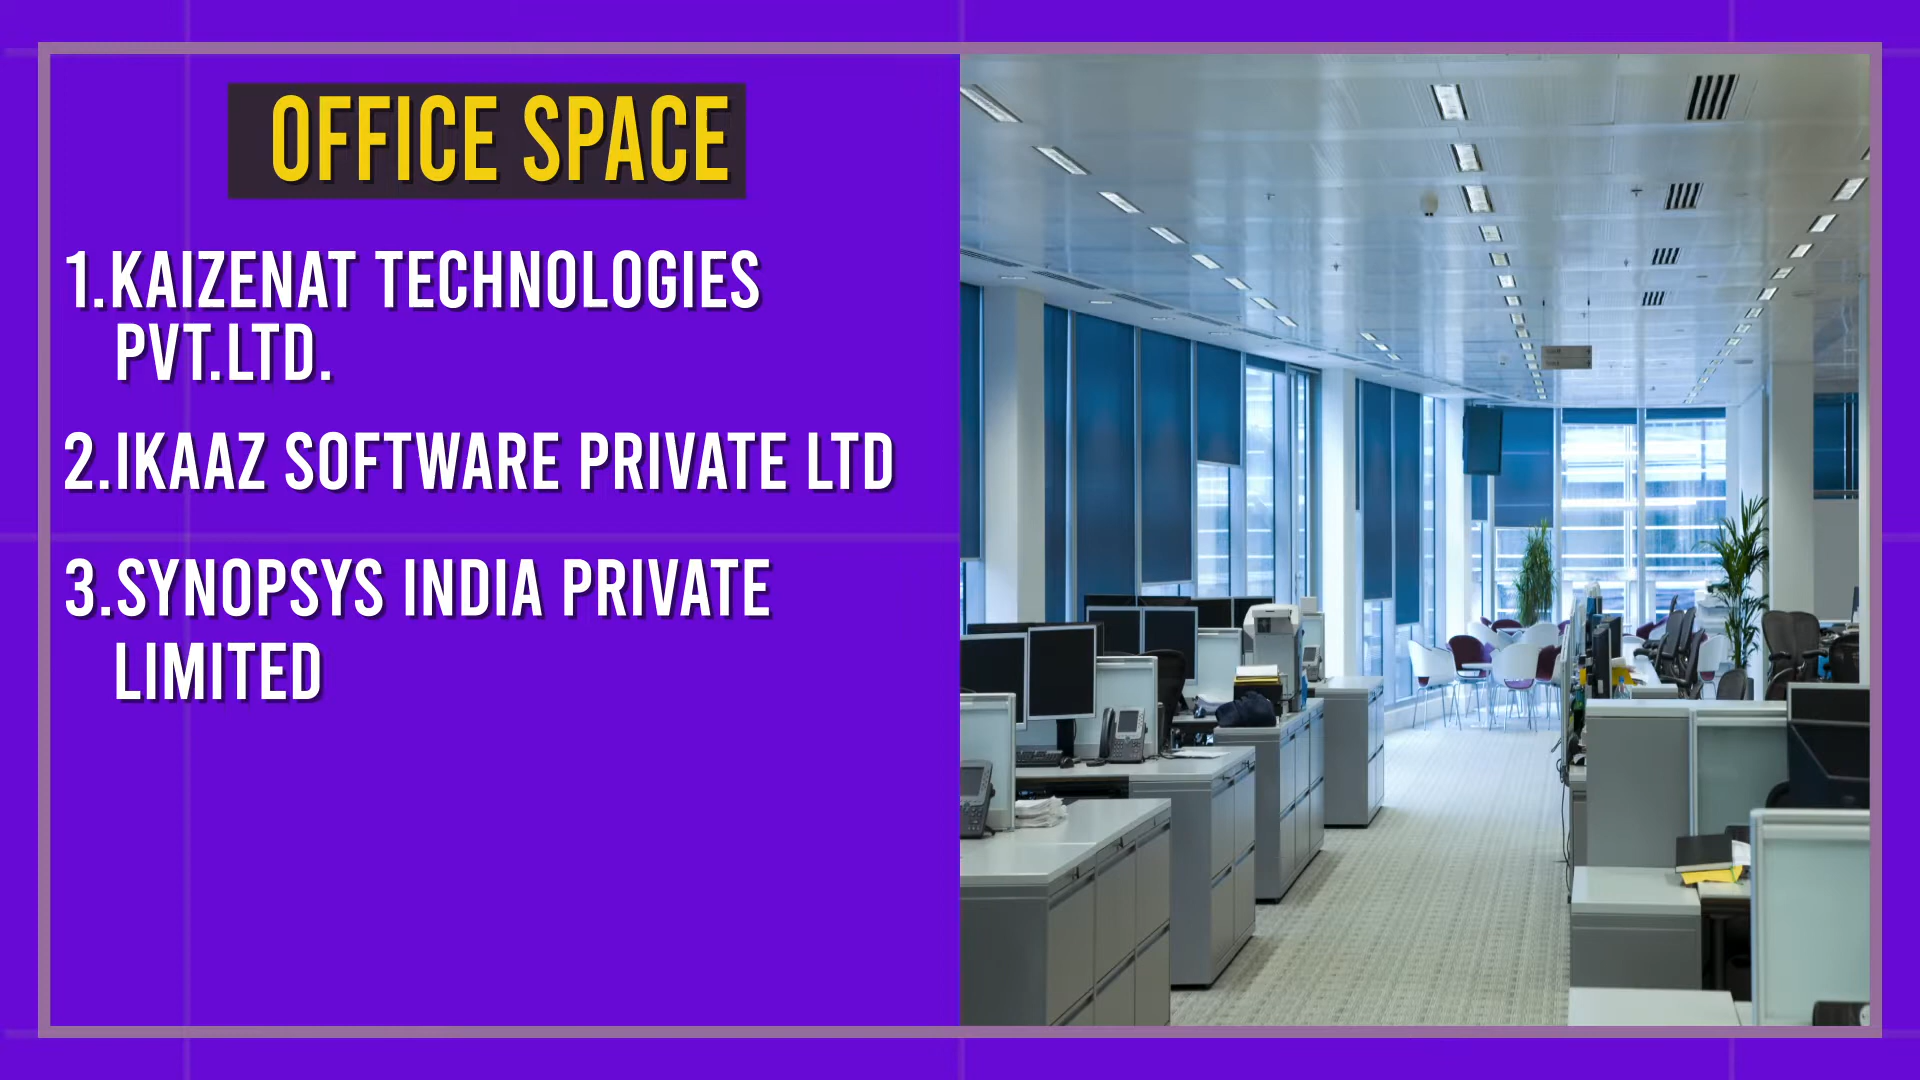 OFFICE SPACE
1.KAIZENAT TECHNOLOGIES
PVT.LTD.
2.IKAAZ SOFTWARE PRIVATE LTD
3.SYNOPSYS INDIA PRIVATE
LIMITED